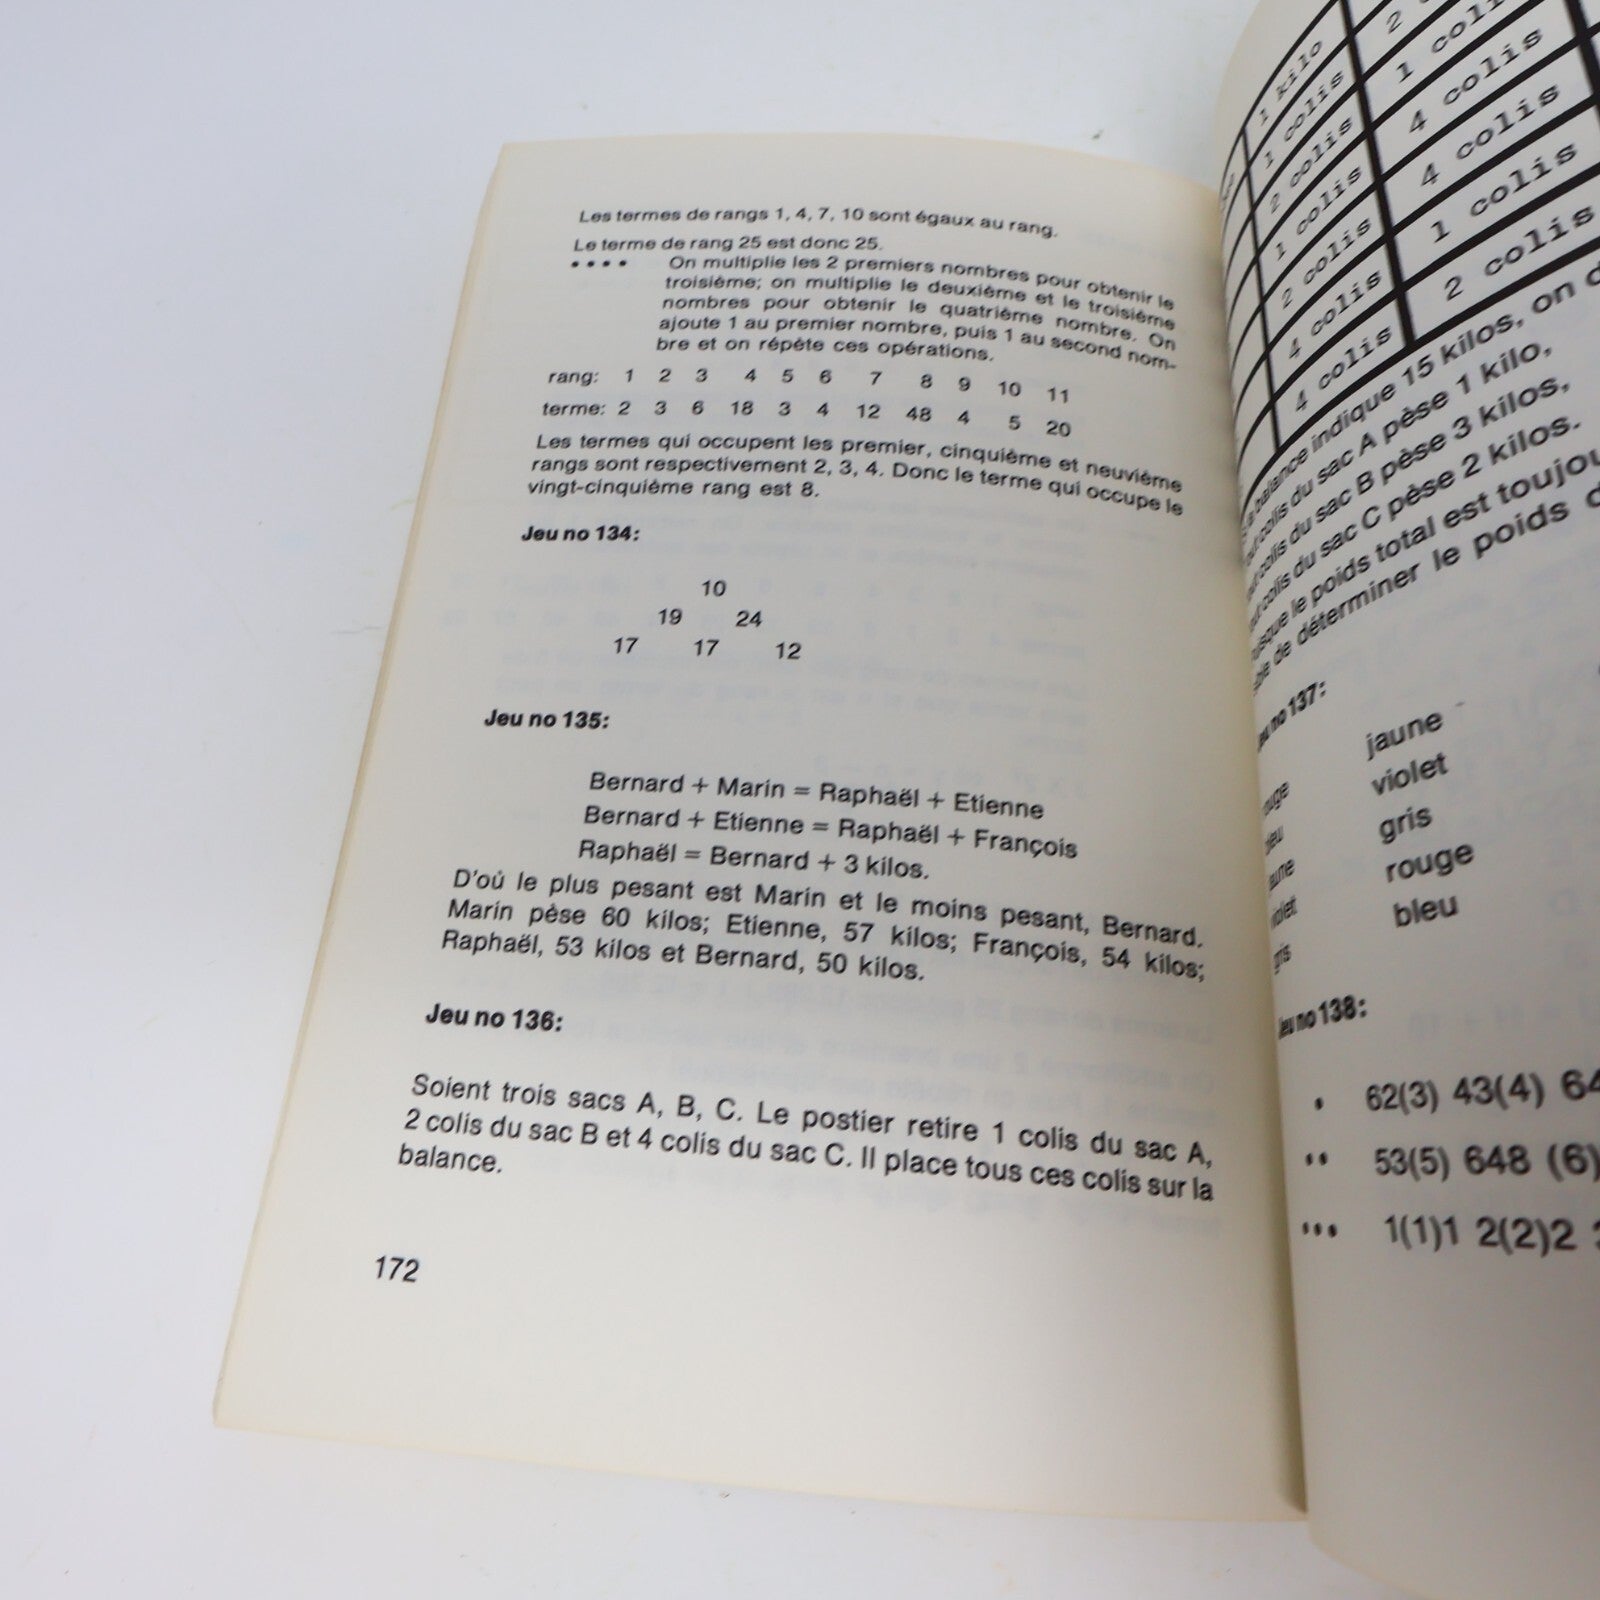 Les termes de rangs 1, 4, 7, 10 sont égaux au rang.
Le terme de rang 25 est donc 25.
• • • • On multiplie les 2 premiers nombres pour obtenir le
troisième; on multiplie le deuxième et le troisième
nombres pour obtenir le quatrième nombre. On
ajoute 1 au premier nombre, puis 1 au second nom-
bre et on répète ces opérations.
rang: 1 2 3 4 5 6 7 8 9 10 11
terme: 2 3 6 18 3 4 12 48 4 5 20
Les termes qui occupent les premier, cinquième et neuvième
rangs sont respectivement 2, 3, 4. Donc le terme qui occupe le
vingt-cinquième rang est 8.
Jeu no 134:
10
19 24
17 17 12
Jeu no 135:
Bernard + Marin = Raphaël + Etienne
Bernard + Etienne = Raphaël + François
Raphaël = Bernard + 3 kilos.
D'où le plus pesant est Marin et le moins pesant, Bernard.
Marin pèse 60 kilos; Etienne, 57 kilos; François, 54 kilos;
Raphaël, 53 kilos et Bernard, 50 kilos.
Jeu no 136:
Soient trois sacs A, B, C. Le postier retire 1 colis du sac A,
2 colis du sac B et 4 colis du sac C. Il place tous ces colis sur la
balance.
172
1 kilo 2
1 colis 1 coli
2 colis 4 colis
1 colis 4 colis
2 colis 1 colis
4 colis 2 colis
4 colis
balance indique 15 kilos, on d
colis du sac A pèse 1 kilo,
colis du sac B pèse 3 kilos,
colis du sac C pèse 2 kilos.
le poids total est toujou
de déterminer le poids d
no 137:
jaune
violet
gris
rouge
bleu
Jeu no 138:
• 62(3) 43(4) 64
•• 53(5) 648 (6)
••• 1(1)1 2(2)2